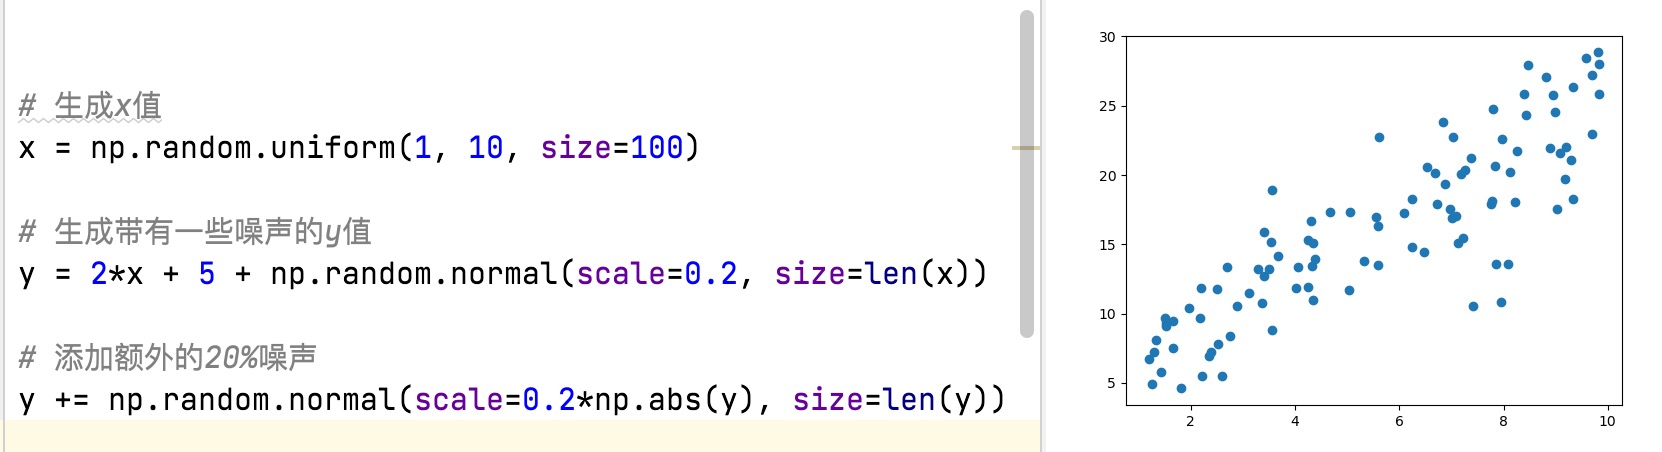 # 生成x值
x = np.random.uniform(1, 10, size=100)
# 生成带有一些噪声的y值
y = 2*x + 5 + np.random.normal(scale=0.2, size=len(x))
# 添加额外的20%噪声
y += np.random.normal(scale=0.2*np.abs(y), size=len(y))
30
25
20
15
10
5
2 4 6 8 10